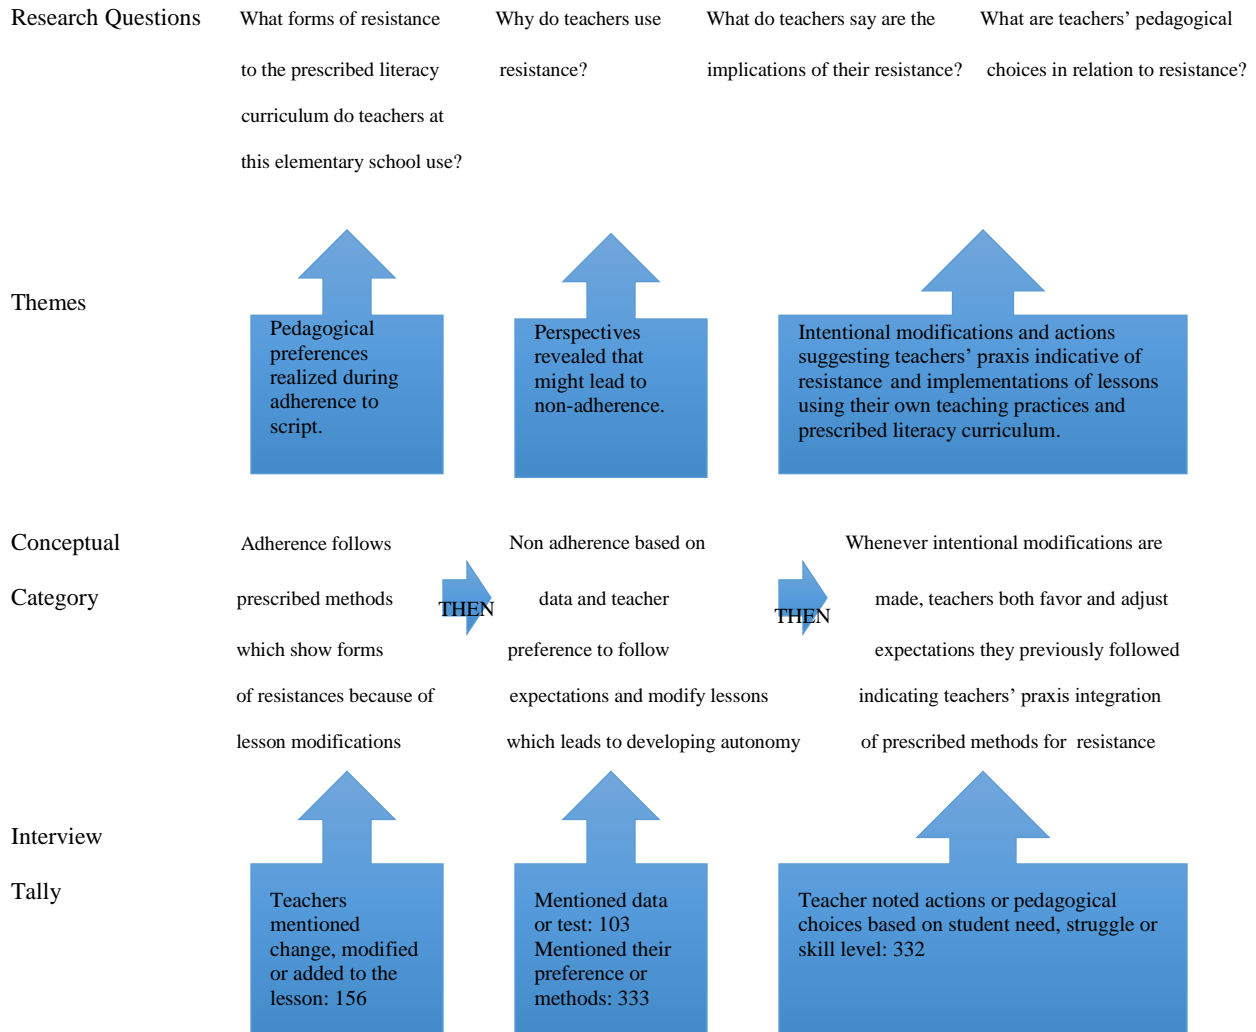 Research Questions
What forms of resistance
to the prescribed literacy
curriculum do teachers at
this elementary school use?
Why do teachers use
resistance?
What do teachers say are the
implications of their resistance?
What are teachers’ pedagogical
choices in relation to resistance?
Themes
Pedagogical
preferences
realized during
adherence to
script.
Perspectives
revealed that
might lead to
non-adherence.
Intentional modifications and actions
suggesting teachers’ praxis indicative of
resistance and implementations of lessons
using their own teaching practices and
prescribed literacy curriculum.
Conceptual
Category
Adherence follows
prescribed methods
which show forms
of resistances because of
lesson modifications
THEN
Non adherence based on
data and teacher
preference to follow
expectations and modify lessons
which leads to developing autonomy
THEN
Whenever intentional modifications are
made, teachers both favor and adjust
expectations they previously followed
indicating teachers’ praxis integration
of prescribed methods for resistance
Interview
Tally
Teachers
mentioned
change, modified
or added to the
lesson: 156
Mentioned data
or test: 103
Mentioned their
preference or
methods: 333
Teacher noted actions or pedagogical
choices based on student need, struggle or
skill level: 332